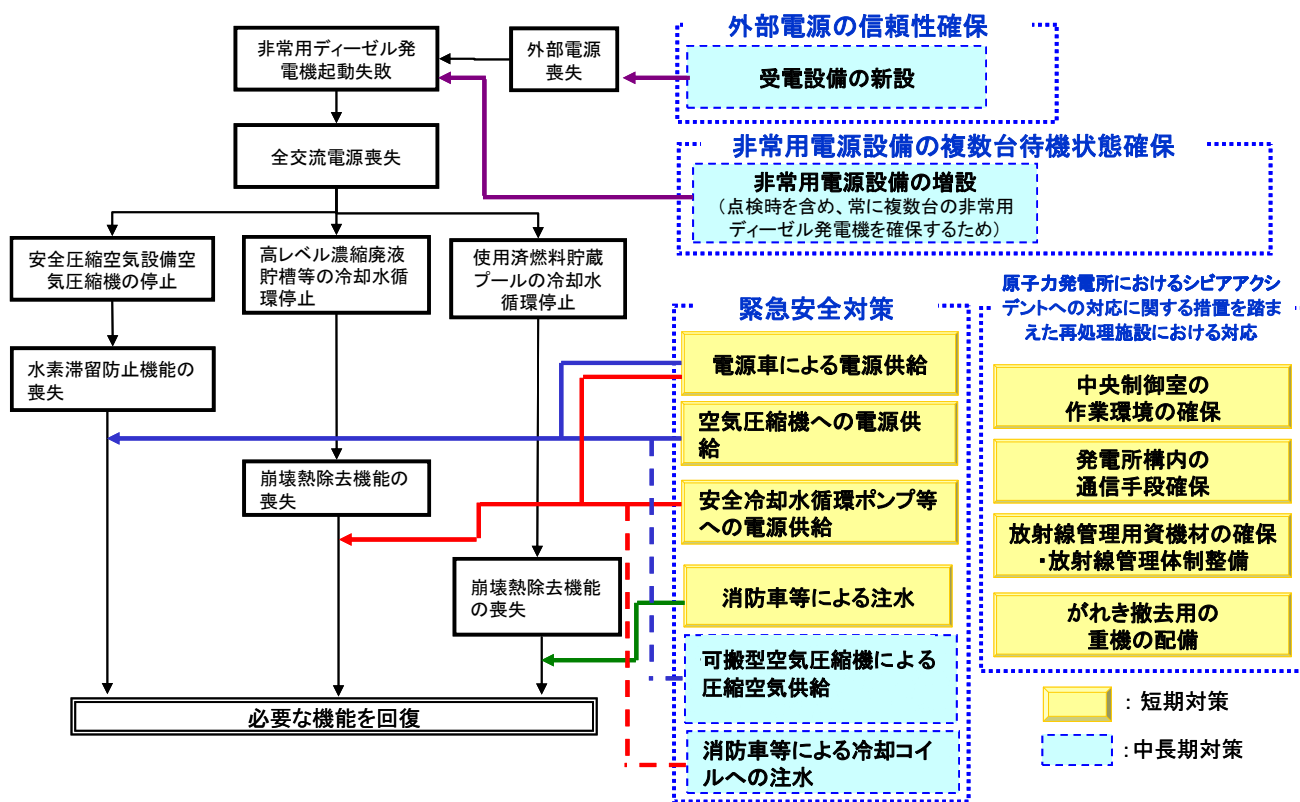 非常用ディーゼル発
電機起動失敗
外部電源
喪失
全交流電源喪失
安全圧縮空気設備空
気圧縮機の停止
高レベル濃縮廃液
貯槽等の冷却水循
環停止
使用済燃料貯蔵
プールの冷却水
循環停止
水素滞留防止機能の
喪失
崩壊熱除去機能の
喪失
崩壊熱除去機能
の喪失
必要な機能を回復
外部電源の信頼性確保
受電設備の新設
非常用電源設備の複数台待機状態確保
非常用電源設備の増設
（点検時を含め、常に複数台の非常用
ディーゼル発電機を確保するため）
緊急安全対策
電源車による電源供給
空気圧縮機への電源供
給
安全冷却水循環ポンプ等
への電源供給
消防車等による注水
可搬型空気圧縮機による
圧縮空気供給
消防車等による冷却コイ
ルへの注水
原子力発電所におけるシビアアクシ
デントへの対応に関する措置を踏ま
えた再処理施設における対応
中央制御室の
作業環境の確保
発電所構内の
通信手段確保
放射線管理用資機材の確保
・放射線管理体制整備
がれき撤去用の
重機の配備
：短期対策
：中長期対策